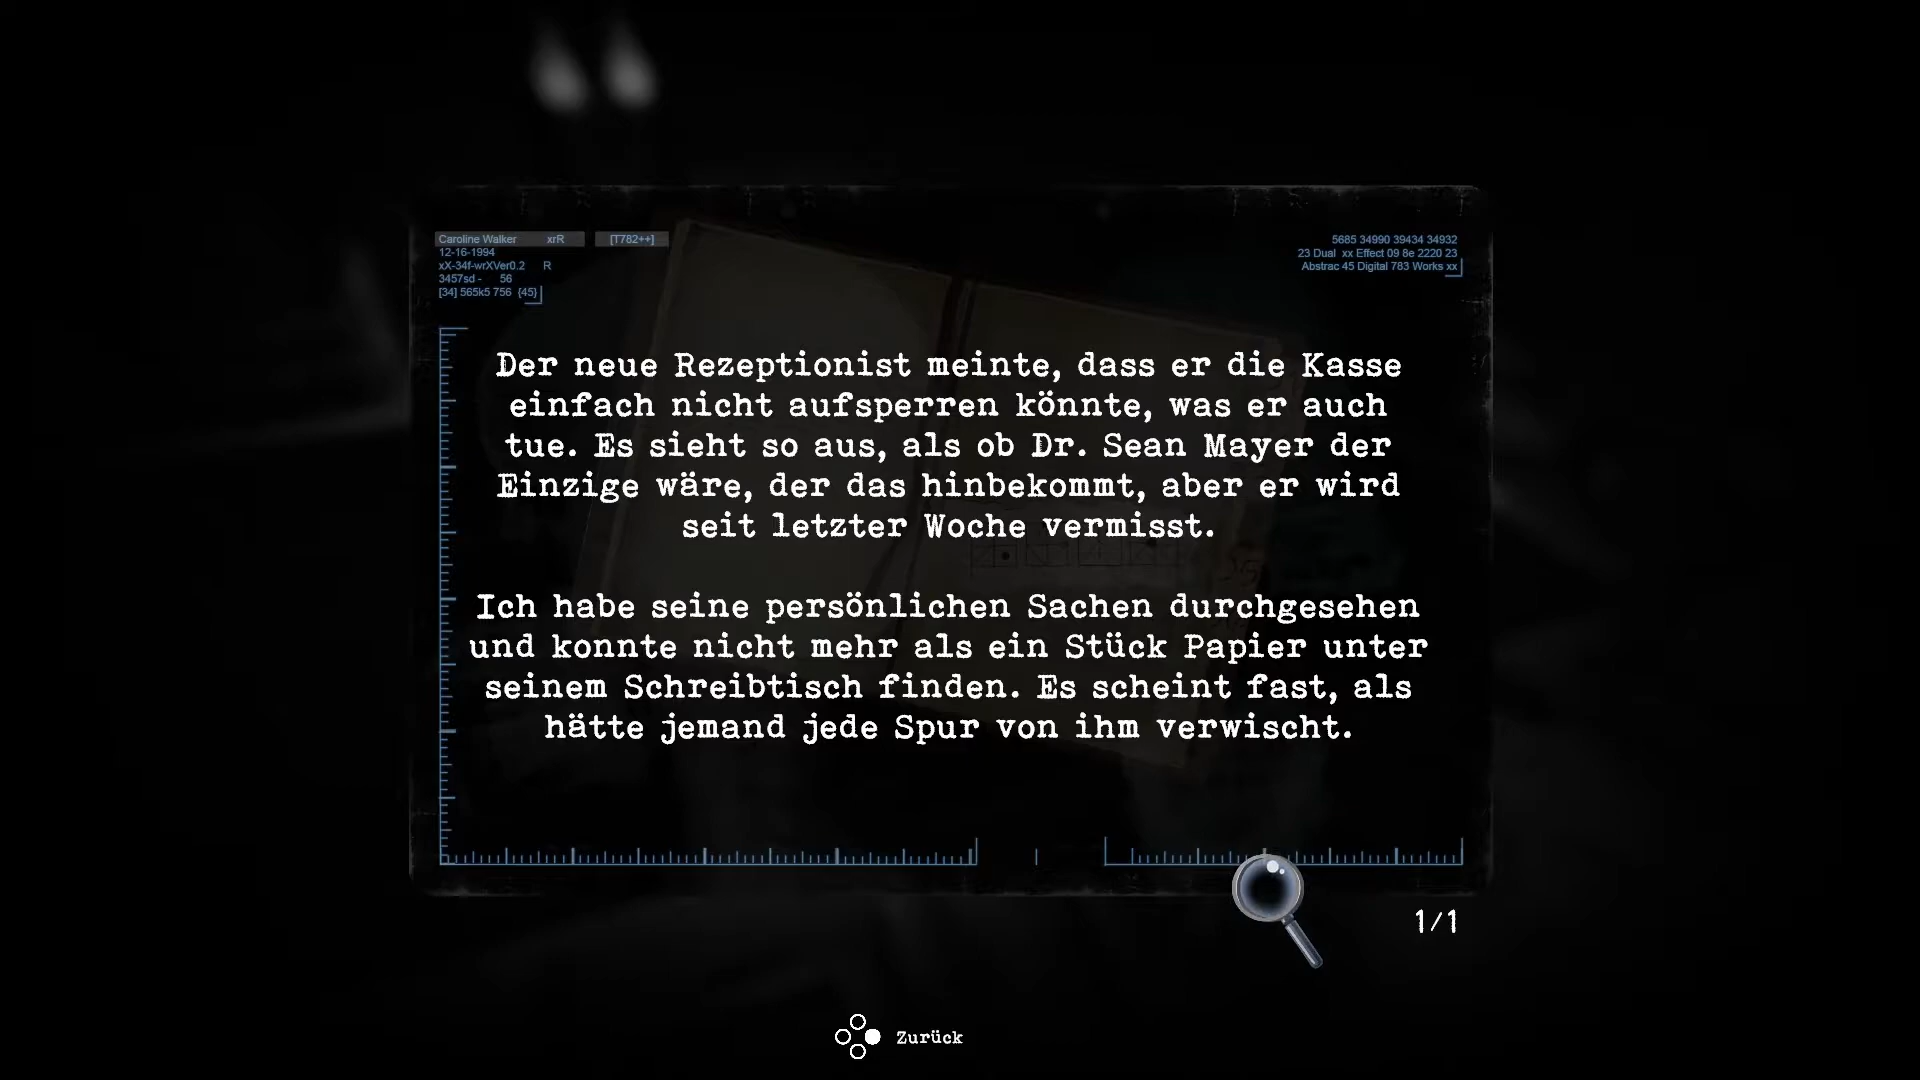 Caroline Walker xrR [T782++]
12-16-1994
xX-34f-wrXVer0.2 R
3457sd - 56
[34] 565k5 756 {45}
5685 34990 39434 34932
23 Dual xx Effect 09 8e 2220 23
Abstrac 45 Digital 783 Works xx
Der neue Rezeptionist meinte, dass er die Kasse
einfach nicht aufsperren könnte, was er auch
tue. Es sieht so aus, als ob Dr. Sean Mayer der
Einzige wäre, der das hinbekommt, aber er wird
seit letzter Woche vermisst.
Ich habe seine persönlichen Sachen durchgesehen
und konnte nicht mehr als ein Stück Papier unter
seinem Schreibtisch finden. Es scheint fast, als
hätte jemand jede Spur von ihm verwischt.
1/1
Zurück